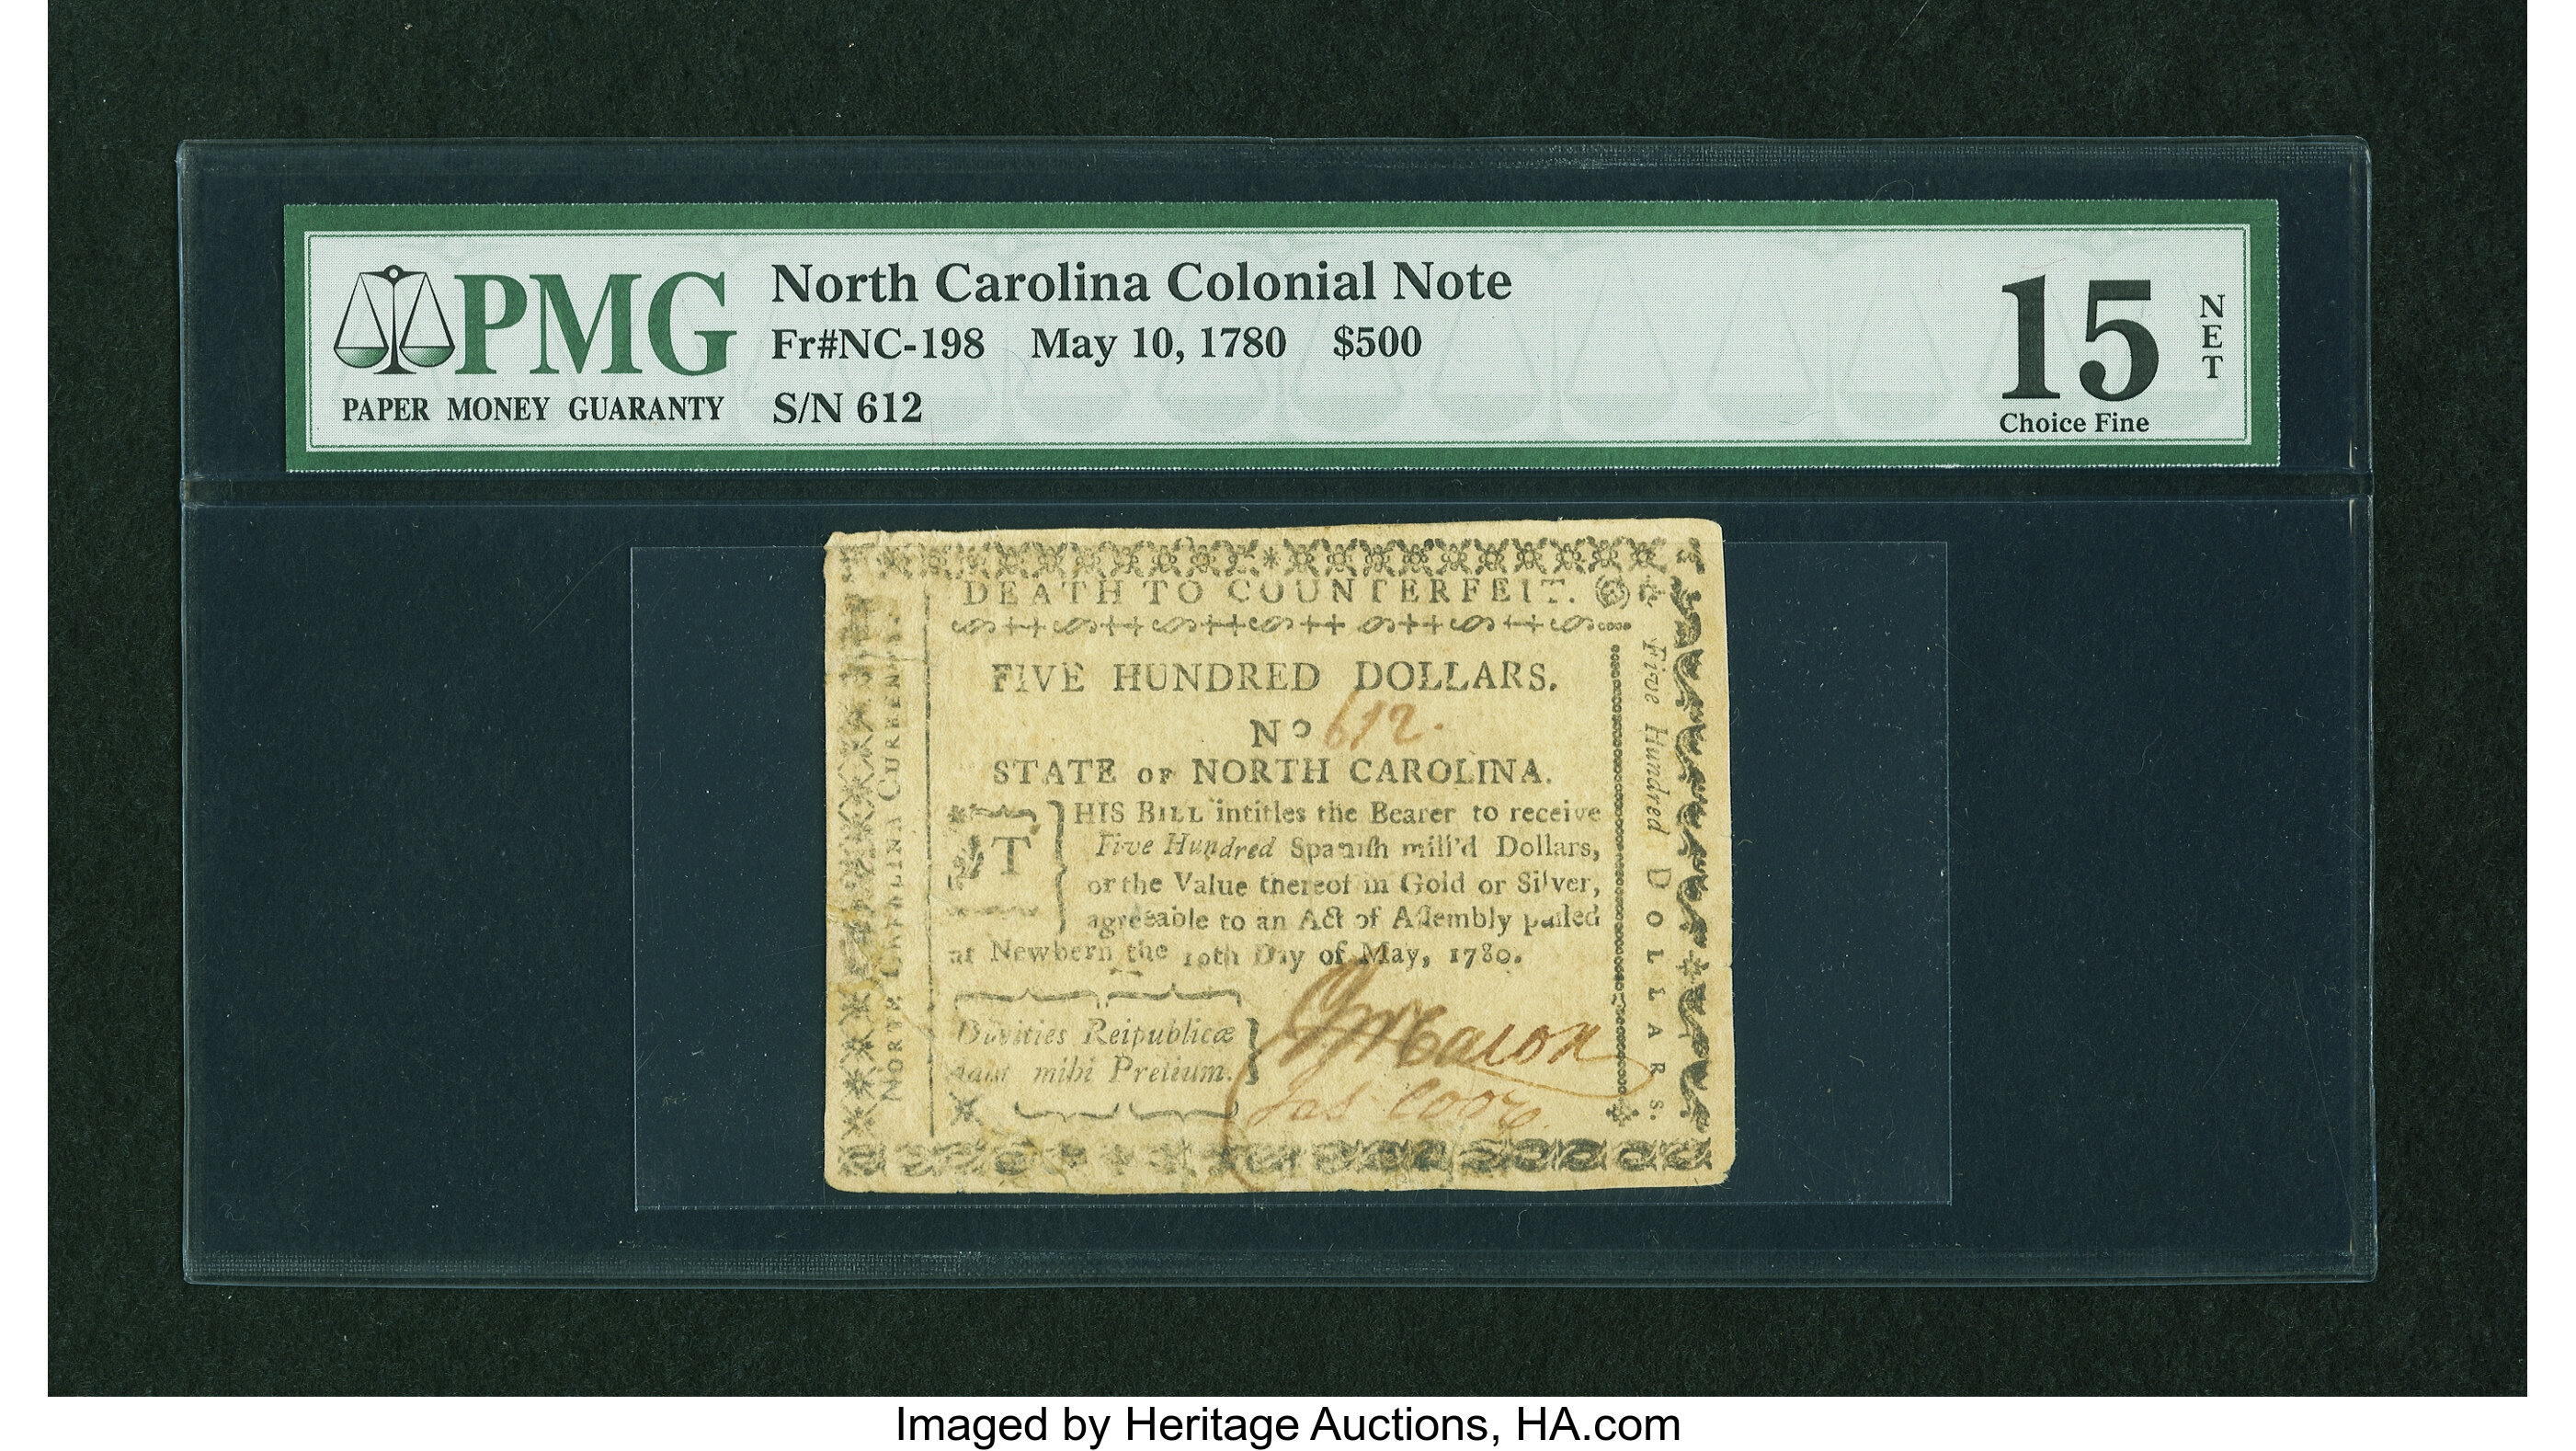 PMG
PAPER MONEY GUARANTY
North Carolina Colonial Note
Fr#NC-198 May 10, 1780 $500
S/N 612
15
NET
Choice Fine
DEATH TO COUNTERFEIT.
FIVE HUNDRED DOLLARS.
No 612.
STATE OF NORTH CAROLINA.
THIS BILL intitles the Bearer to receive
Five Hundred Spaniſh mill'd Dollars,
or the Value thereof in Gold or Silver,
agreeable to an Act of Aſſembly paſſed
at Newbern the 10th Day of May, 1780.
Divities Reipublicæ
mihi Pretium.
Jas Coor
NORTH CAROLINA CURRENCY.
Five Hundred DOLLARS.
Imaged by Heritage Auctions, HA.com